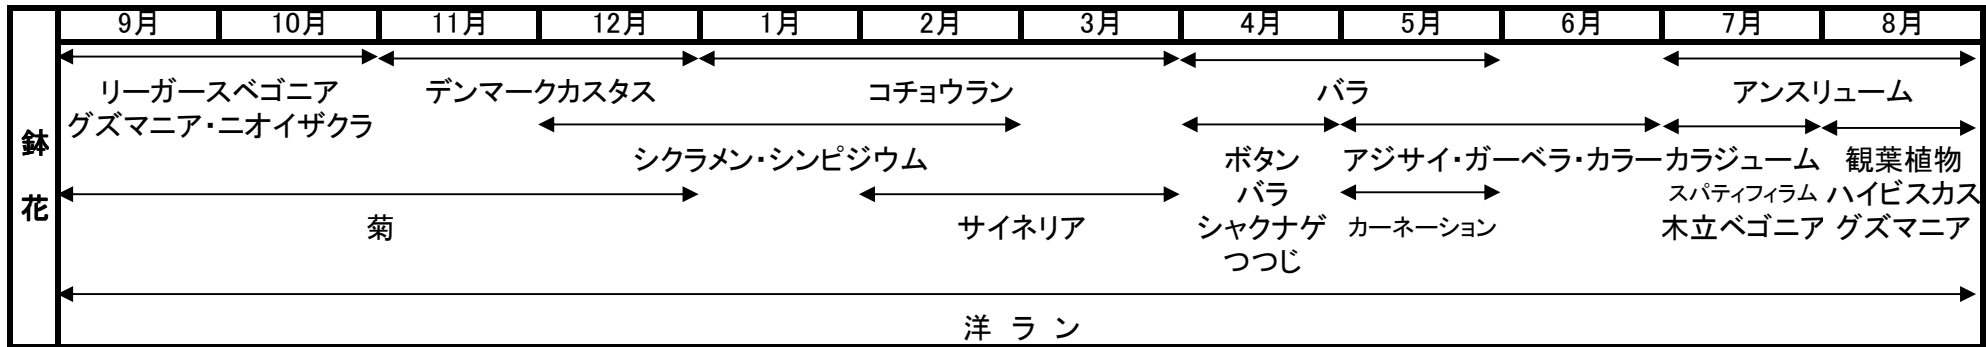 9月 10月 11月 12月 1月 2月 3月 4月 5月 6月 7月 8月
鉢花
リーガースベゴニア デンマークカスタス コチョウラン バラ アンスリューム
グズマニア・ニオイザクラ
シクラメン・シンピジウム ボタン アジサイ・ガーベラ・カラー カラジューム 観葉植物
バラ スパティフィラム ハイビスカス
菊 サイネリア シャクナゲ カーネーション 木立ベゴニア グズマニア
つつじ
洋 ラ ン